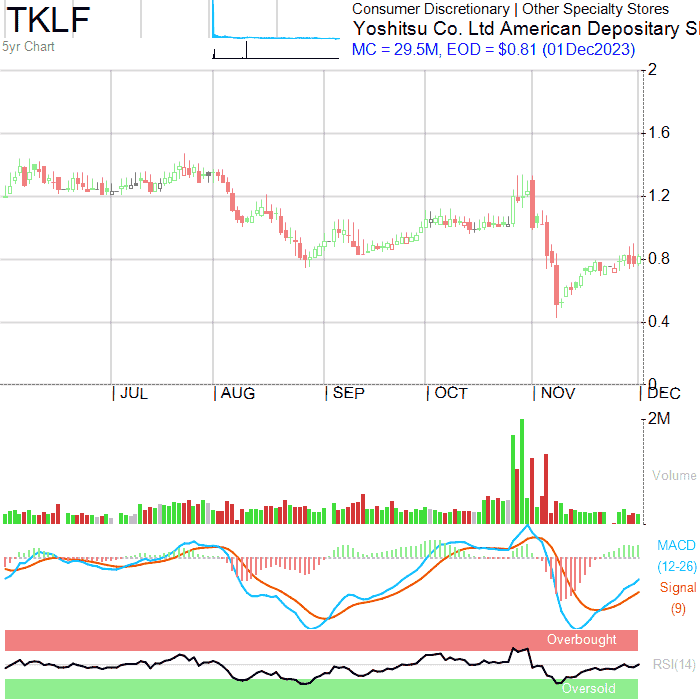 TKLF
5yr Chart
Consumer Discretionary | Other Specialty Stores
Yoshitsu Co. Ltd American Depositary
MC = 29.5M, EOD = $0.81 (01Dec2023)
2
1.6
1.2
0.8
0.4
0
JUL
AUG
SEP
OCT
NOV
DEC
2M
Volume
MACD
(12-26)
Signal
(9)
Overbought
RSI(14)
Oversold